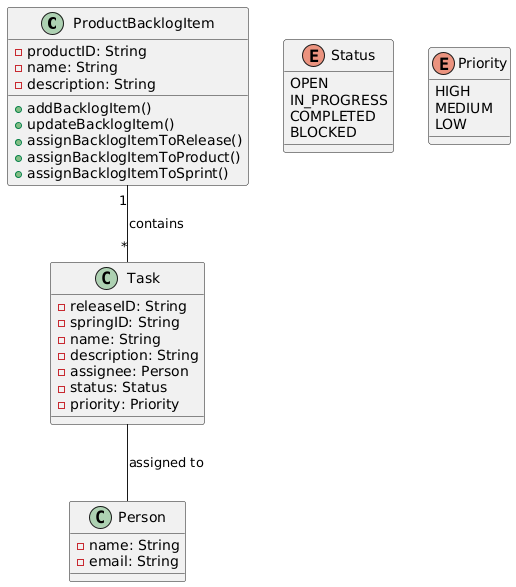 C ProductBacklogItem
productID: String
name: String
description: String
addBacklogItem()
updateBacklogItem()
assignBacklogItemToRelease()
assignBacklogItemToProduct()
assignBacklogItemToSprint()
E Status
OPEN
IN_PROGRESS
COMPLETED
BLOCKED
E Priority
HIGH
MEDIUM
LOW
1
contains
*
C Task
releaseID: String
springID: String
name: String
description: String
assignee: Person
status: Status
priority: Priority
assigned to
C Person
name: String
email: String